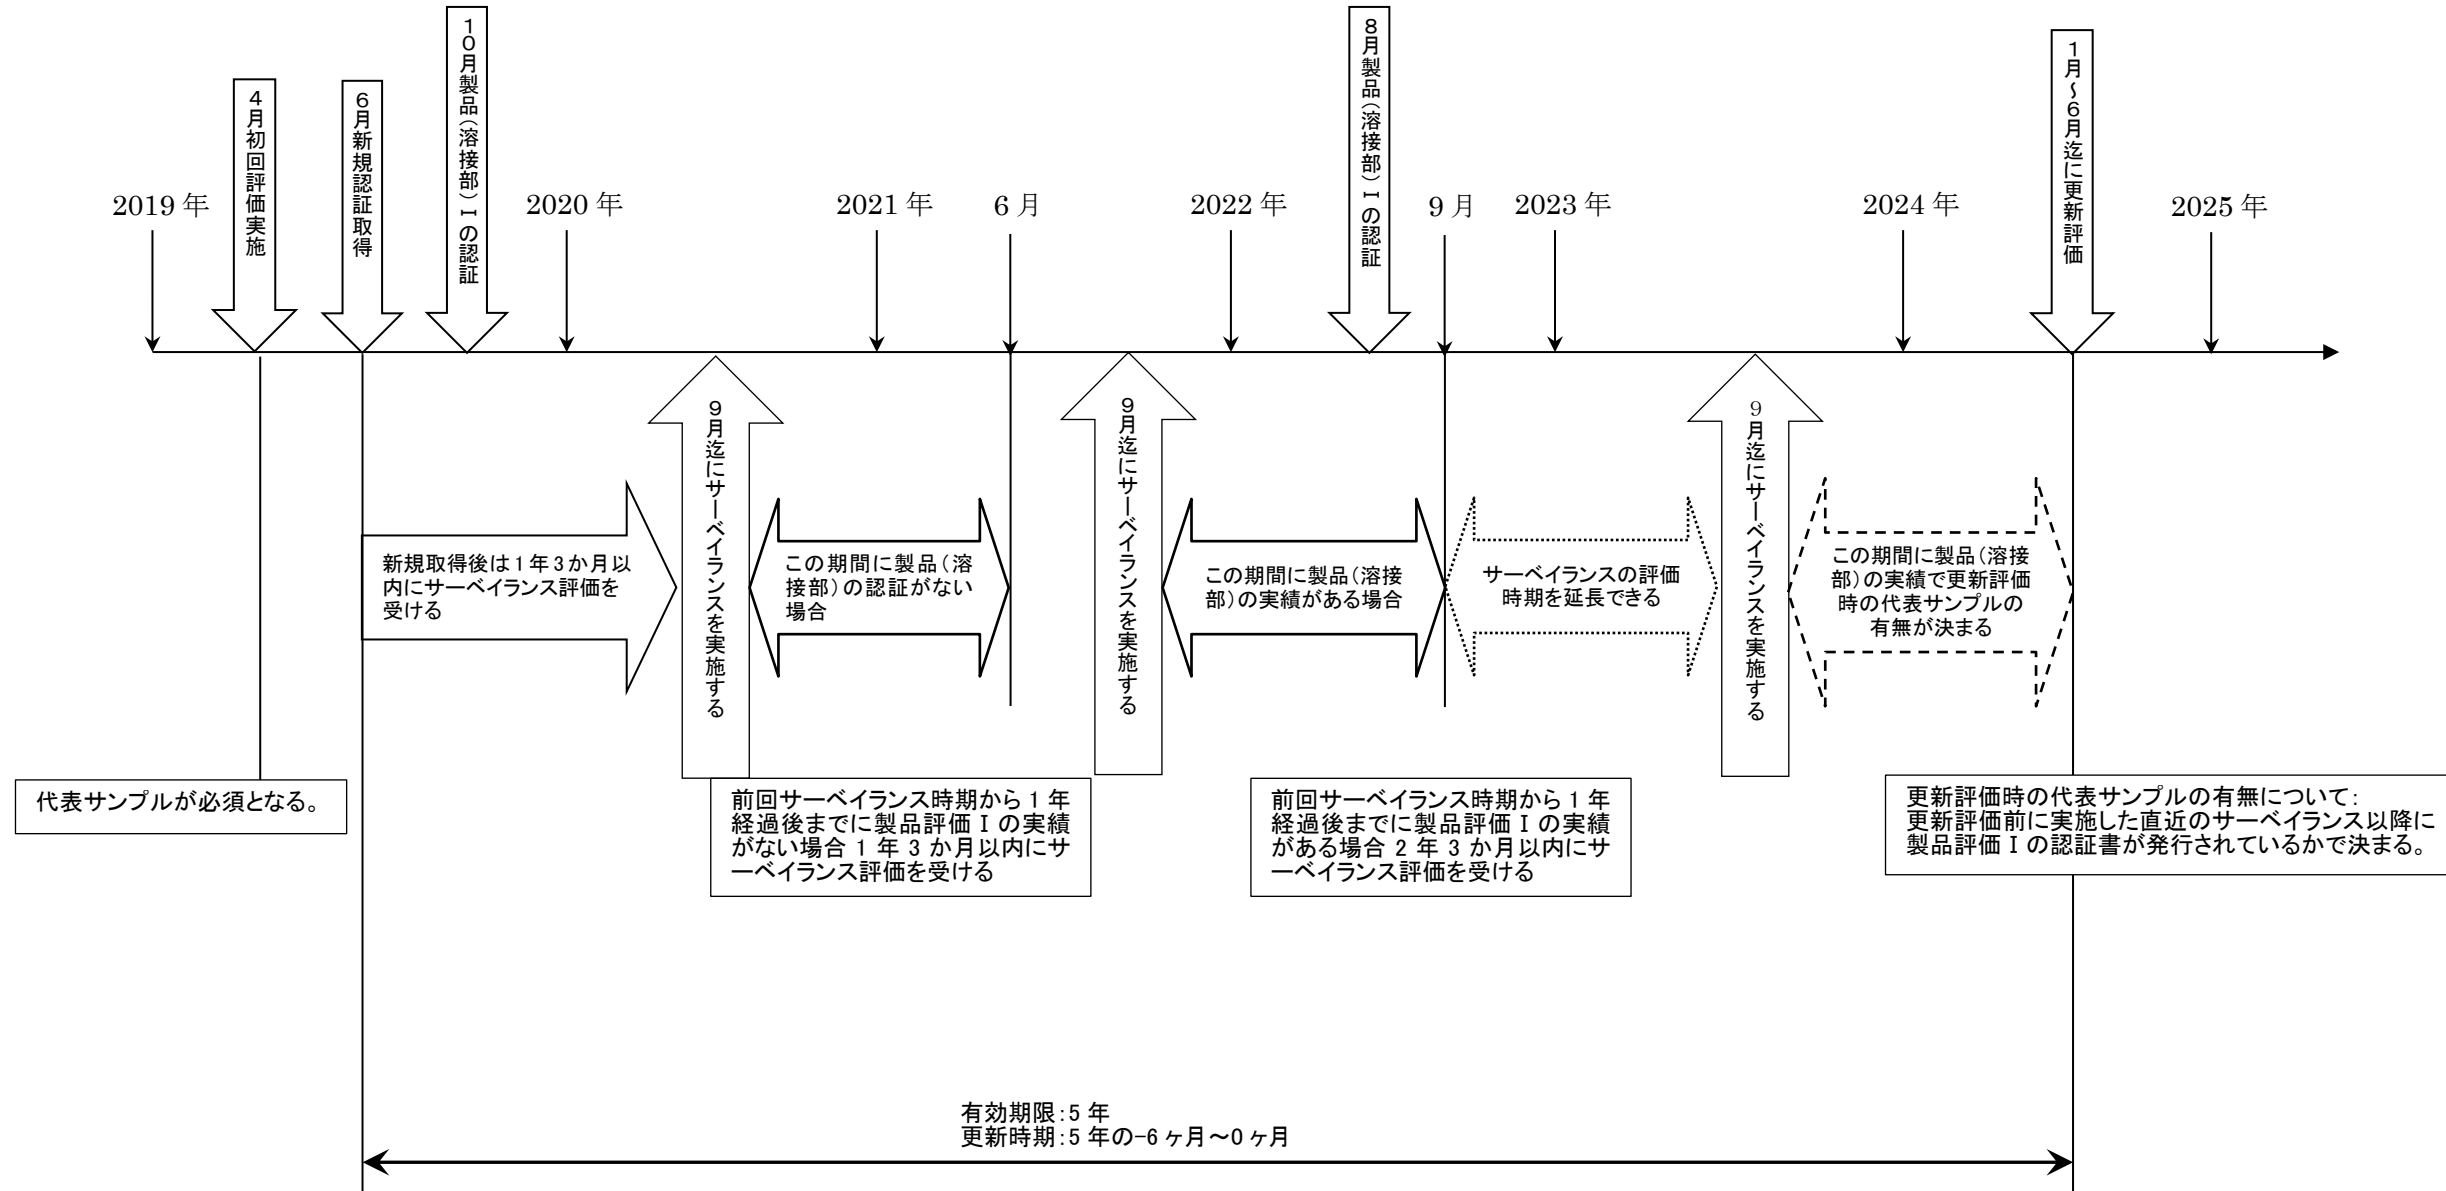 4月初回評価実施
6月新規認証取得
10月製品（溶接部）Ⅰの認証
8月製品（溶接部）Ⅰの認証
1月～6月迄に更新評価
2019 年
2020 年
2021 年
6 月
2022 年
9 月
2023 年
2024 年
2025 年
9月迄にサーベイランスを実施する
9月迄にサーベイランスを実施する
9月迄にサーベイランスを実施する
新規取得後は1年3か月以
内にサーベイランス評価を
受ける
この期間に製品（溶
接部）の認証がない
場合
この期間に製品（溶接
部）の実績がある場合
サーベイランスの評価
時期を延長できる
この期間に製品（溶接
部）の実績で更新評価
時の代表サンプルの
有無が決まる
代表サンプルが必須となる。
前回サーベイランス時期から 1 年
経過後までに製品評価Ⅰの実績
がない場合 1 年 3 か月以内にサ
ーベイランス評価を受ける
前回サーベイランス時期から 1 年
経過後までに製品評価Ⅰの実績
がある場合 2 年 3 か月以内にサ
ーベイランス評価を受ける
更新評価時の代表サンプルの有無について：
更新評価前に実施した直近のサーベイランス以降に
製品評価Ⅰの認証書が発行されているかで決まる。
有効期限：5 年
更新時期：5 年の-6 ヶ月～0 ヶ月